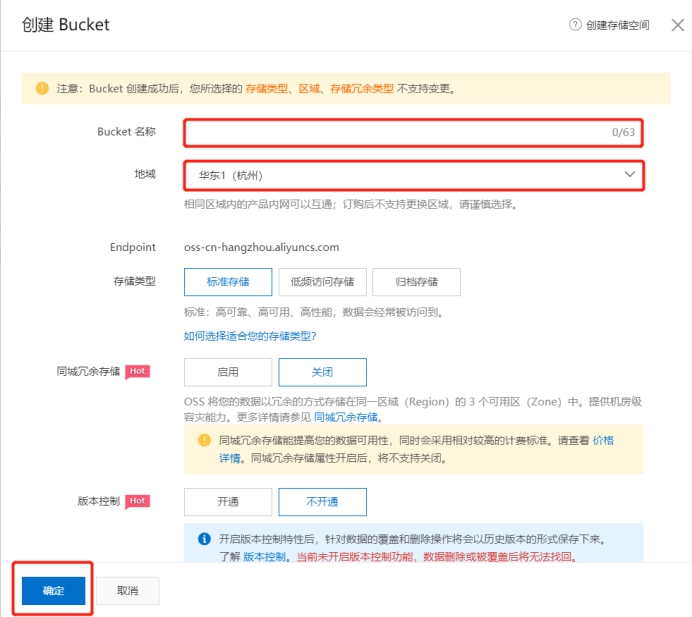 创建 Bucket
创建存储空间
注意：Bucket 创建成功后，您所选择的 存储类型、区域、存储冗余类型 不支持变更。
Bucket 名称
0/63
地域
华东1（杭州）
相同区域内的产品内网可以互通；订购后不支持更换区域，请谨慎选择。
Endpoint
oss-cn-hangzhou.aliyuncs.com
存储类型
标准存储
低频访问存储
归档存储
标准：高可靠、高可用、高性能，数据会经常被访问到。
如何选择适合您的存储类型？
同城冗余存储 Hot
启用
关闭
OSS 将您的数据以冗余的方式存储在同一区域（Region）的 3 个可用区（Zone）中。提供机房级
容灾能力。更多详情请参见 同城冗余存储。
同城冗余存储能提高您的数据可用性，同时会采用相对较高的计费标准。请查看 价格
详情。同城冗余存储属性开启后，将不支持关闭。
版本控制 Hot
开通
不开通
开启版本控制特性后，针对数据的覆盖和删除操作将会以历史版本的形式保存下来。
了解 版本控制。当前未开启版本控制功能，数据删除或被覆盖后将无法找回。
确定
取消